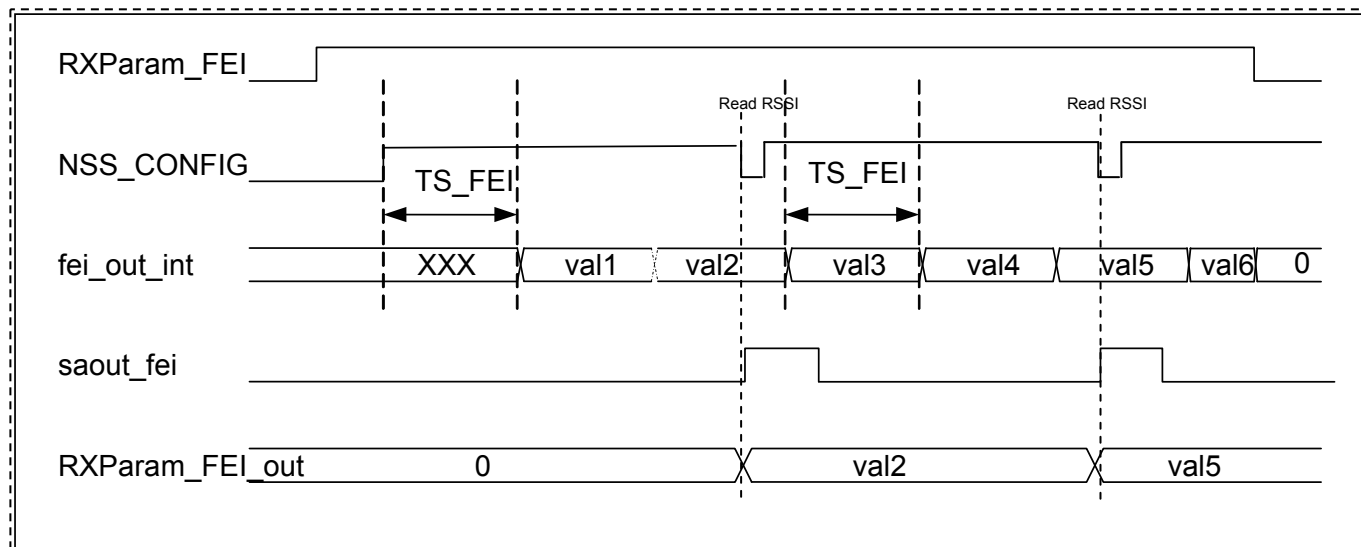 RXParam_FEI
Read RSSI Read RSSI
NSS_CONFIG
TS_FEI TS_FEI
fei_out_int XXX val1 val2 val3 val4 val5 val6 0
saout_fei
RXParam_FEI_out 0 val2 val5